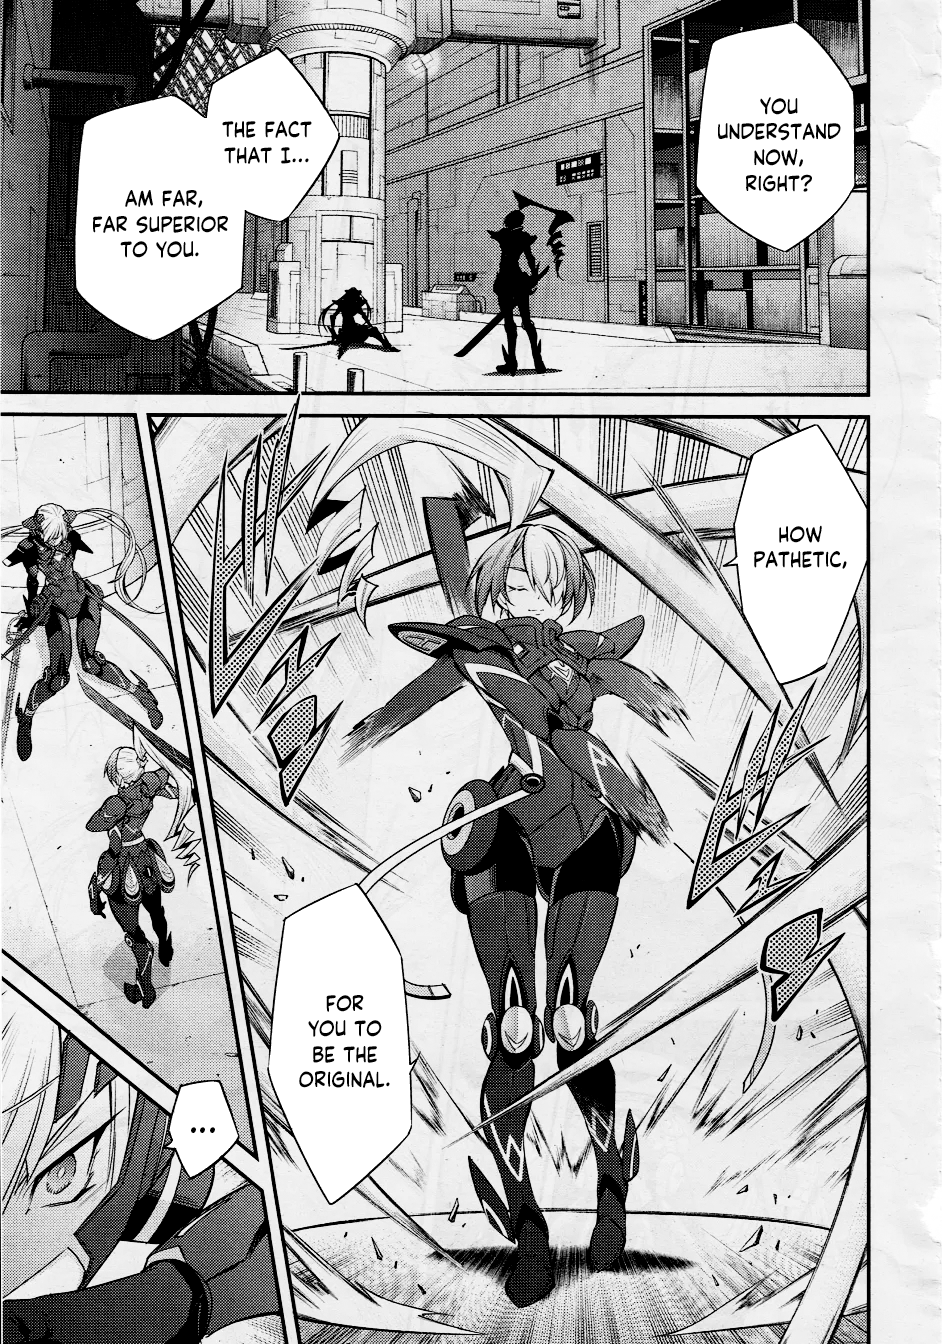 YOU
UNDERSTAND
NOW,
RIGHT?
THE FACT
THAT I...
AM FAR,
FAR SUPERIOR
TO YOU.
HOW
PATHETIC,
FOR
YOU TO
BE THE
ORIGINAL.
...